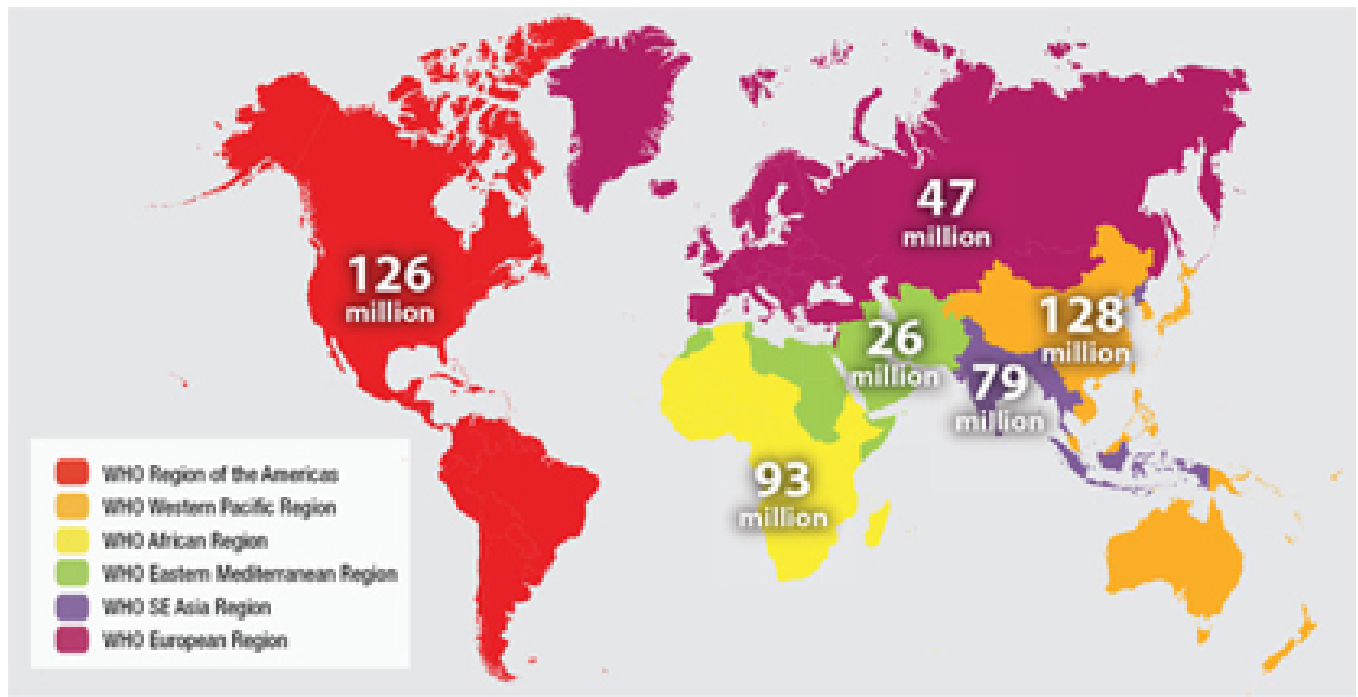 47
million
126
million
128
million
26
million
79
million
93
million
WHO Region of the Americas
WHO Western Pacific Region
WHO African Region
WHO Eastern Mediterranean Region
WHO SE Asia Region
WHO European Region